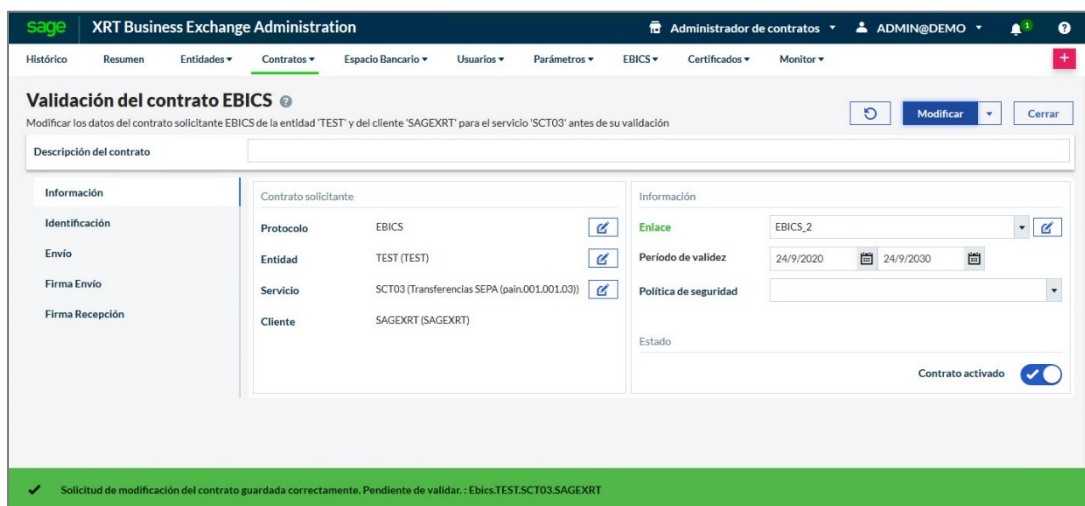 sage XRT Business Exchange Administration Administrador de contratos ADMIN@DEMO 1 ?
Histórico Resumen Entidades Contratos Espacio Bancario Usuarios Parámetros EBICS Certificados Monitor +
Validación del contrato EBICS ?
Modificar Cerrar
Modificar los datos del contrato solicitante EBICS de la entidad 'TEST' y del cliente 'SAGEXRT' para el servicio 'SCT03' antes de su validación
Descripción del contrato
Información
Identificación
Envío
Firma Envío
Firma Recepción
Contrato solicitante
Protocolo EBICS
Entidad TEST (TEST)
Servicio SCT03 (Transferencias SEPA (pain.001.001.03))
Cliente SAGEXRT (SAGEXRT)
Información
Enlace EBICS_2
Período de validez 24/9/2020 24/9/2030
Política de seguridad
Estado
Contrato activado
Solicitud de modificación del contrato guardada correctamente. Pendiente de validar. : Ebics.TEST.SCT03.SAGEXRT